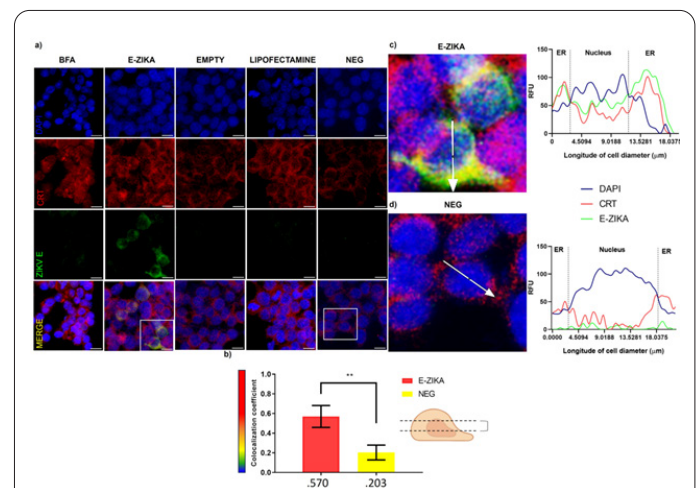 a)
BFA E-ZIKA EMPTY LIPOFECTAMINE NEG
CRT
ZIKV E
MERGE
c)
E-ZIKA
d)
NEG
ER Nucleus ER
RFU
150
100
50
0
0 4.5094 9.0188 13.5281 18.0375
Longitude of cell diameter (μm)
DAPI
CRT
E-ZIKA
ER Nucleus ER
RFU
150
100
50
0
0.0000 4.5094 9.0188 13.5281 18.0375
Longitude of cell diameter (μm)
b)
Colocalization coefficient
1.0
0.8
0.6
0.4
0.2
0.0
**
E-ZIKA
NEG
.570 .203